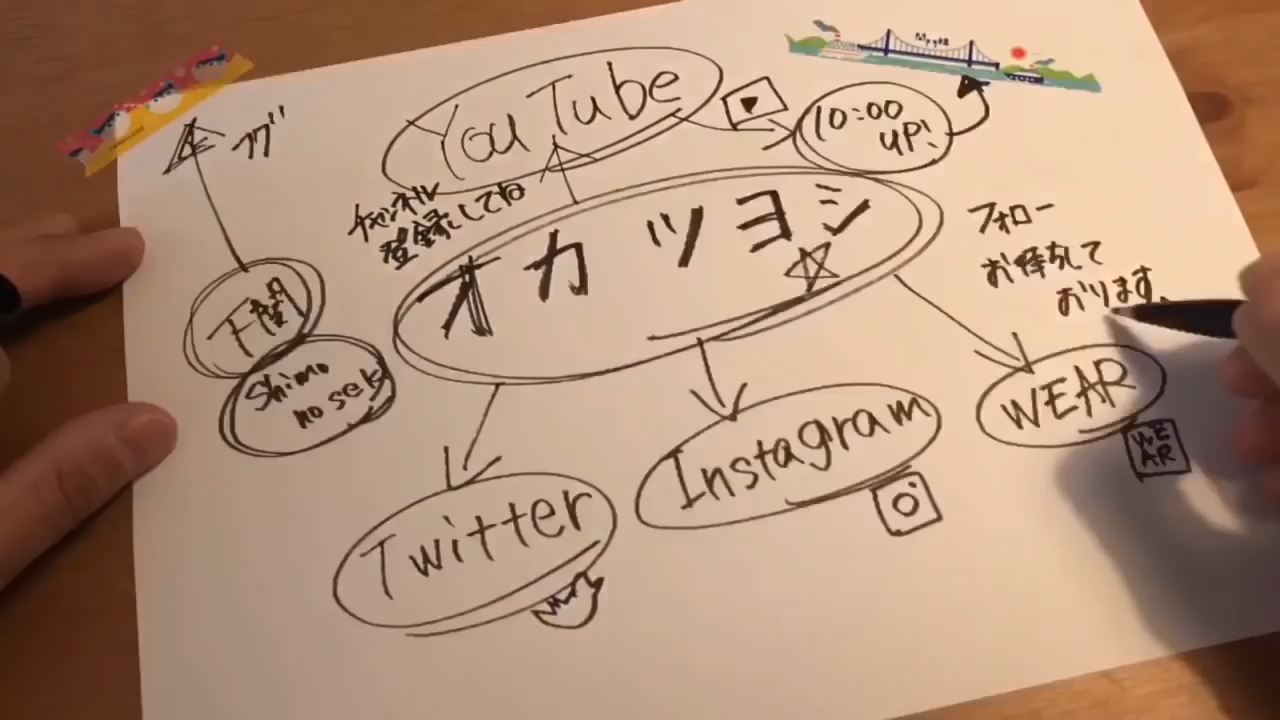 YouTube
10:00
UP!
フグ
チャンネル
登録してね
オカツヨシ
フォロー
お待ちして
おります。
下関
Shimo
nosek
WEAR
WE
AR
Instagram
Twitter